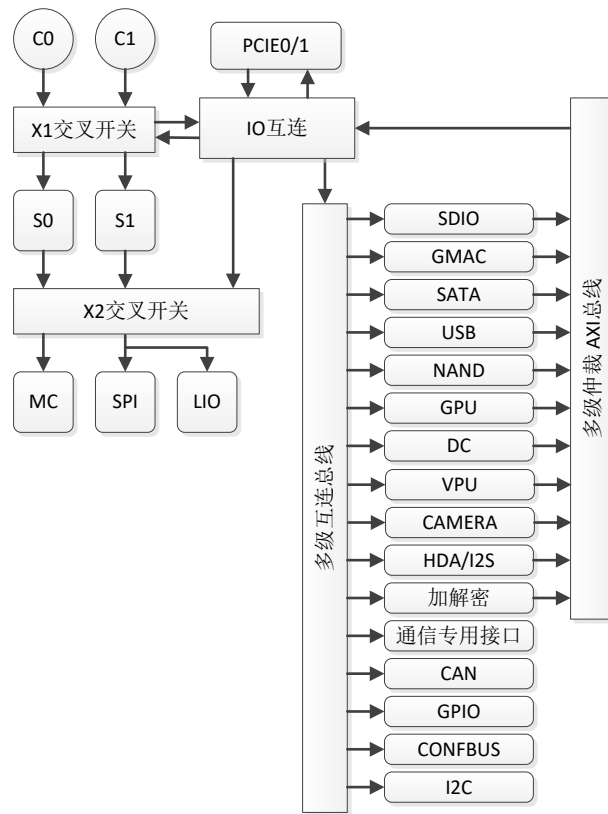 C0
C1
PCIE0/1
X1交叉开关
IO互连
S0
S1
X2交叉开关
MC
SPI
LIO
多级互连总线
SDIO
GMAC
SATA
USB
NAND
GPU
DC
VPU
CAMERA
HDA/I2S
加解密
通信专用接口
CAN
GPIO
CONFBUS
I2C
多级仲裁 AXI总线